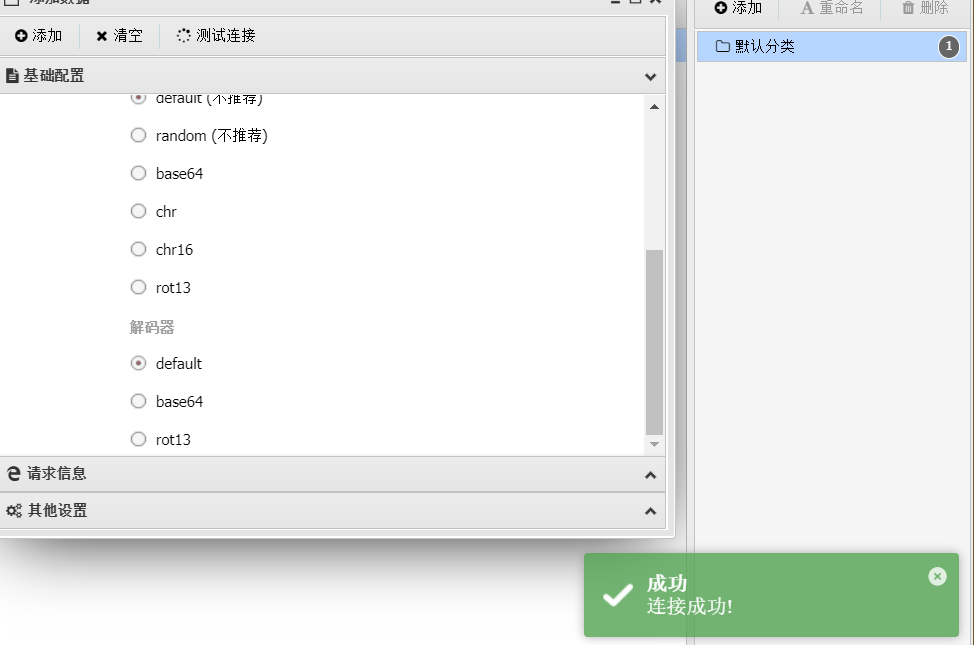 添加数据
添加 清空 测试连接
基础配置
default (不推荐)
random (不推荐)
base64
chr
chr16
rot13
解码器
default
base64
rot13
请求信息
其他设置
添加 重命名 删除
默认分类 1
成功
连接成功!